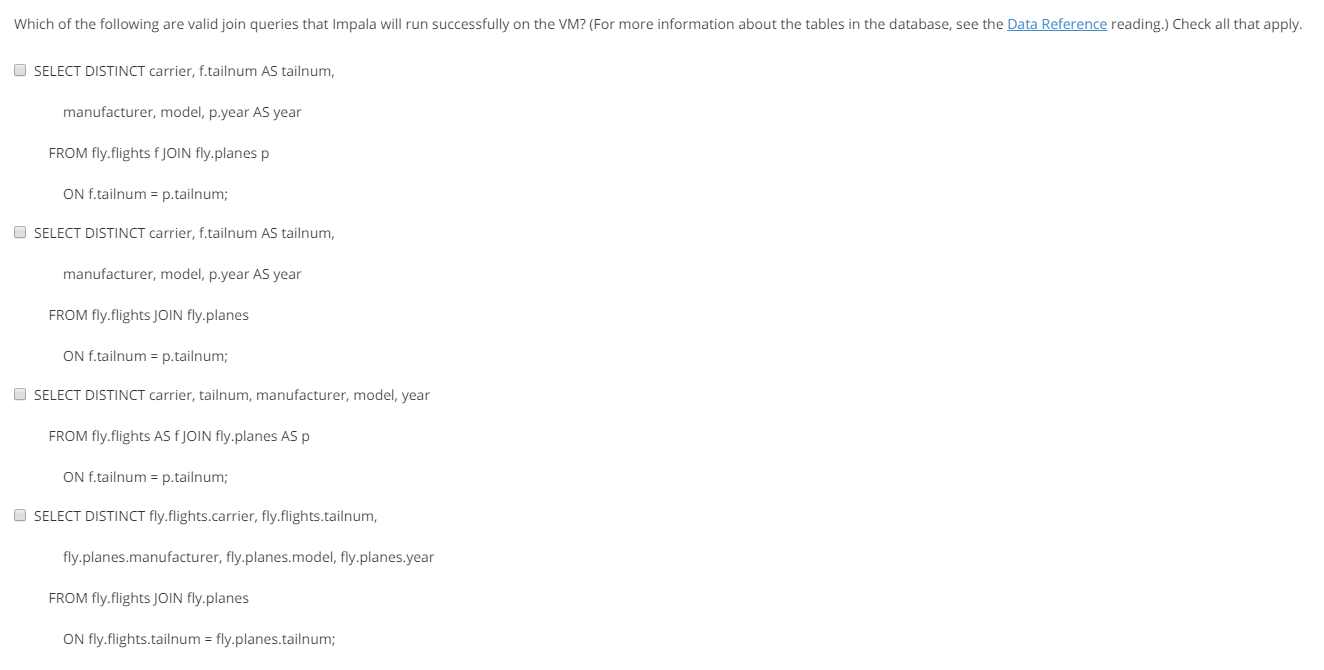 Which of the following are valid join queries that Impala will run successfully on the VM? (For more information about the tables in the database, see the Data Reference reading.) Check all that apply.
SELECT DISTINCT carrier, f.tailnum AS tailnum,
manufacturer, model, p.year AS year
FROM fly.flights f JOIN fly.planes p
ON f.tailnum = p.tailnum;
SELECT DISTINCT carrier, f.tailnum AS tailnum,
manufacturer, model, p.year AS year
FROM fly.flights JOIN fly.planes
ON f.tailnum = p.tailnum;
SELECT DISTINCT carrier, tailnum, manufacturer, model, year
FROM fly.flights AS f JOIN fly.planes AS p
ON f.tailnum = p.tailnum;
SELECT DISTINCT fly.flights.carrier, fly.flights.tailnum,
fly.planes.manufacturer, fly.planes.model, fly.planes.year
FROM fly.flights JOIN fly.planes
ON fly.flights.tailnum = fly.planes.tailnum;